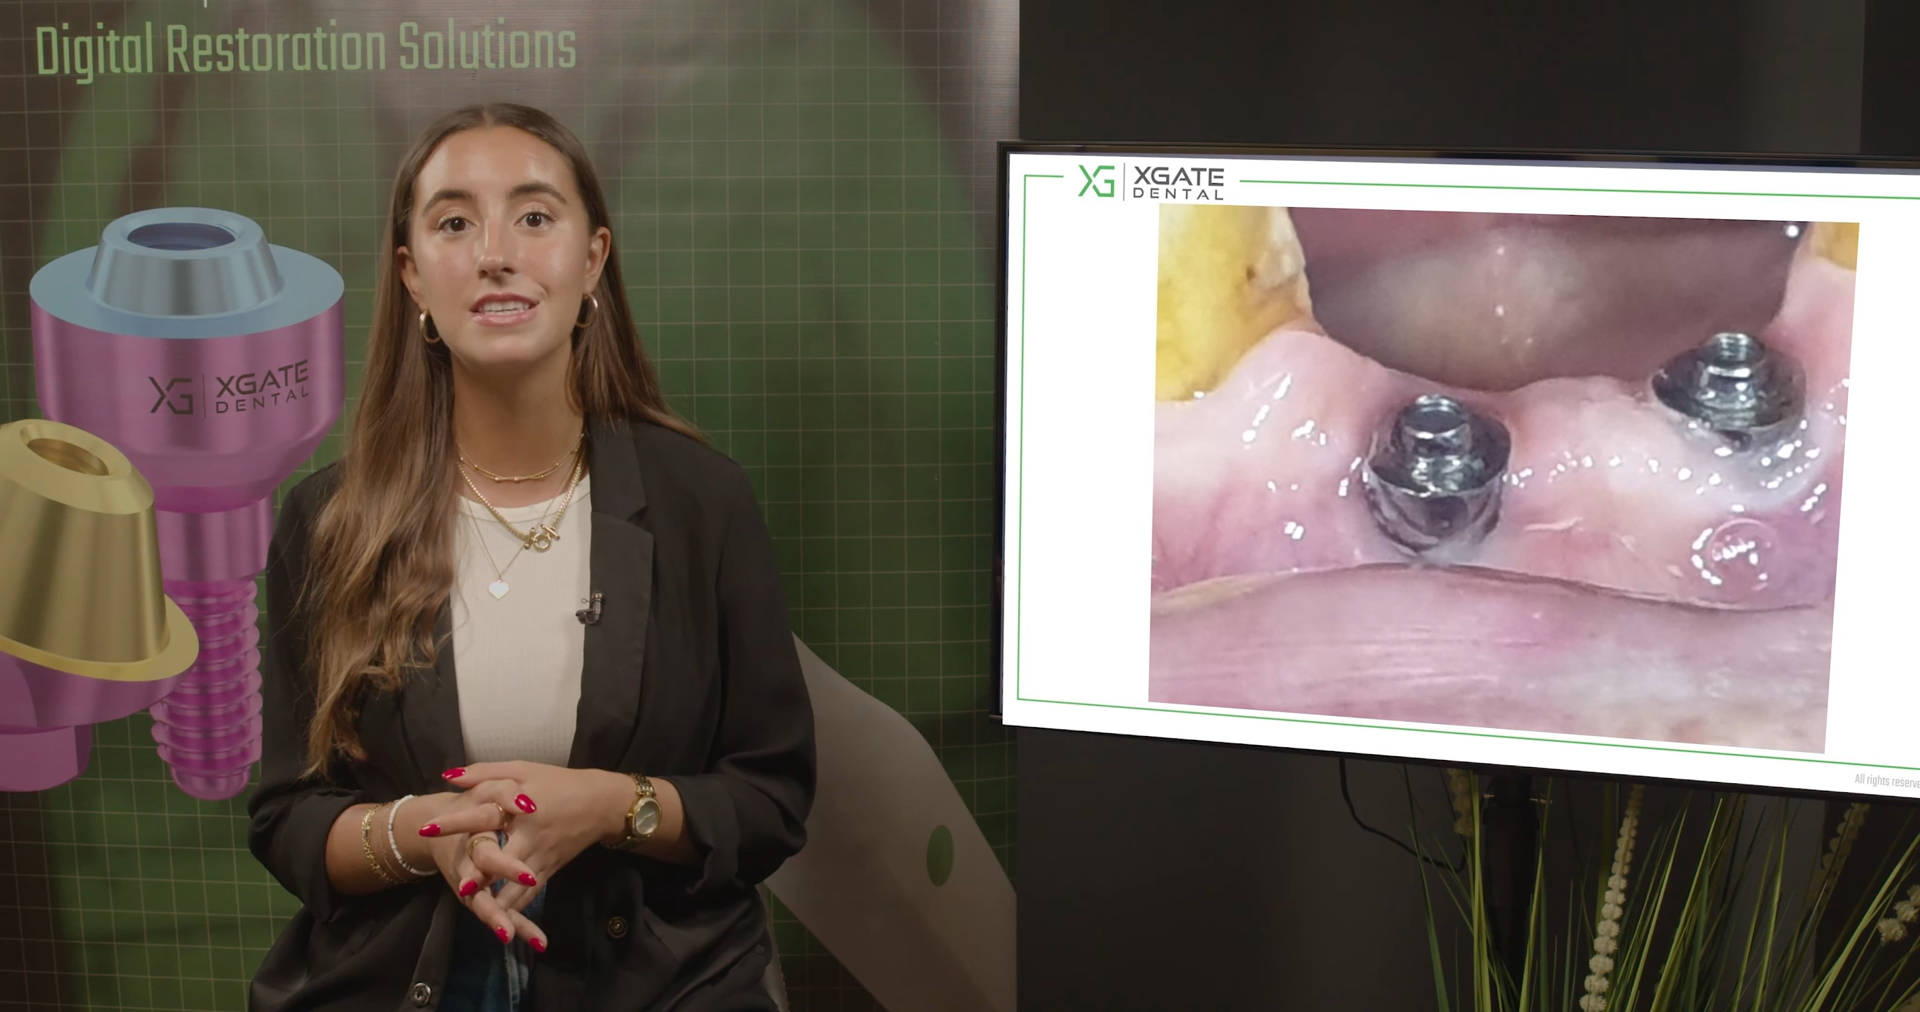 Digital Restoration Solutions
XG XGATE
DENTAL
XG XGATE
DENTAL
All rights reserve